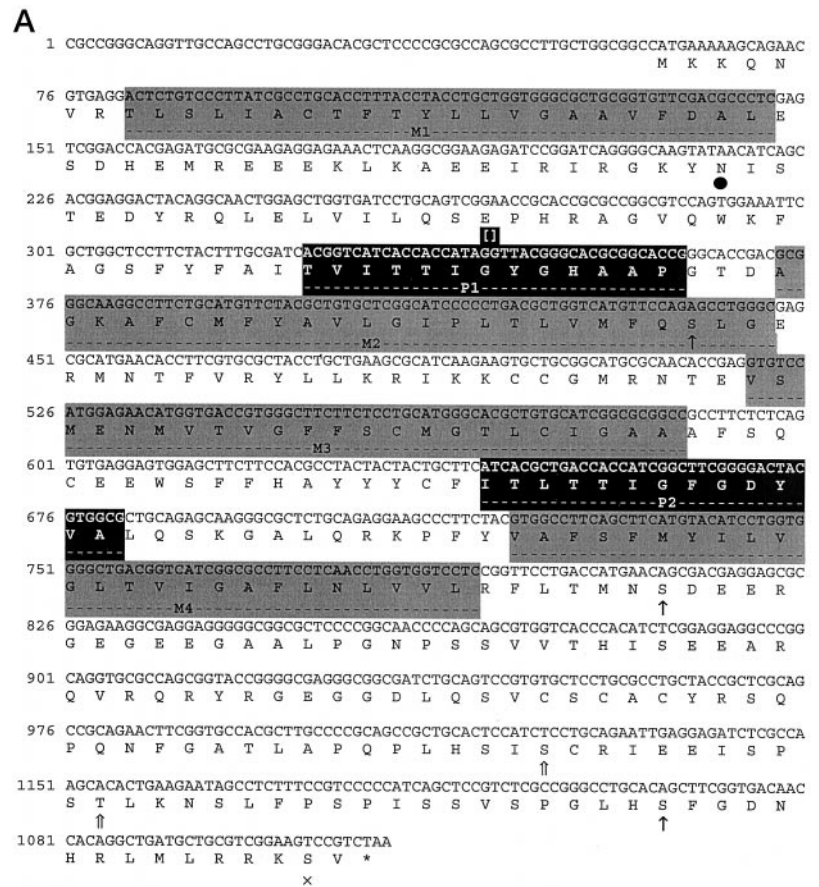 A
1 CGCCGGGCAGGTTGCCAGCCTGCGGGACACGCTCCCCGCGCCAGCGCCTTGCTGGCGGCCATGAAAAAGCAGAAC
M K K Q N
76 GTGAGGACTCTGTCCCTTATCGCCTGCACCTTTACCTACCTGCTGGTGGGCGCTGCGGTGTTCGACGCCCTCGAG
V R T L S L I A C T F T Y L L V G A A V F D A L E
M1
151 TCGGACCACGAGATGCGCGAAGAGGAGAAACTCAAGGCGGAAGAGATCCGGATCAGGGGCAAGTATAACATCAGC
S D H E M R E E E K L K A E E I R I R G K Y N I S
●
226 ACGGAGGACTACAGGCAACTGGAGCTGGTGATCCTGCAGTCGGAACCGCACCGCGCCGGCGTCCAGTGGAAATTC
T E D Y R Q L E L V I L Q S E P H R A G V Q W K F
[]
301 GCTGGCTCCTTCTACTTTGCGATCACGGTCATCACCACCATAGGTTACGGGCACGCGGCACCGGGCACCGACGCG
A G S F Y F A I T V I T T I G Y G H A A P G T D A
P1
376 GGCAAGGCCTTCTGCATGTTCTACGCTGTGCTCGGCATCCCCCTGACGCTGGTCATGTTCCAGAGCCTGGGCGAG
G K A F C M F Y A V L G I P L T L V M F Q S L G E
M2 ↑
451 CGCATGAACACCTTCGTGCGCTACCTGCTGAAGCGCATCAAGAAGTGCTGCGGCATGCGCAACACCGAGGTGTCC
R M N T F V R Y L L K R I K K C C G M R N T E V S
526 ATGGAGAACATGGTGACCGTGGGCTTCTTCTCCTGCATGGGCACGCTGTGCATCGGCGCGGCCGCCTTCTCTCAG
M E N M V T V G F F S C M G T L C I G A A A F S Q
M3
601 TGTGAGGAGTGGAGCTTCTTCCACGCCTACTACTACTGCTTCATCACGCTGACCACCATCGGCTTCGGGGACTAC
C E E W S F F H A Y Y Y C F I T L T T I G F G D Y
P2
676 GTGGCGCTGCAGAGCAAGGGCGCTCTGCAGAGGAAGCCCTTCTACGTGGCCTTCAGCTTCATGTACATCCTGGTG
V A L Q S K G A L Q R K P F Y V A F S F M Y I L V
751 GGGCTGACGGTCATCGGCGCCTTCCTCAACCTGGTGGTCCTCCGGTTCCTGACCATGAACAGCGACGAGGAGCGC
G L T V I G A F L N L V V L R F L T M N S D E E R
M4 ↑
826 GGAGAAGGCGAGGAGGGGGCGGCGCTCCCCGGCAACCCCAGCAGCGTGGTCACCCACATCTCGGAGGAGGCCCGG
G E G E E G A A L P G N P S S V V T H I S E E A R
901 CAGGTGCGCCAGCGGTACCGGGGCGAGGGCGGCGATCTGCAGTCCGTGTGCTCCTGCGCCTGCTACCGCTCGCAG
Q V R Q R Y R G E G G D L Q S V C S C A C Y R S Q
976 CCGCAGAACTTCGGTGCCACGCTTGCCCCGCAGCCGCTGCACTCCATCTCCTGCAGAATTGAGGAGATCTCGCCA
P Q N F G A T L A P Q P L H S I S C R I E E I S P
⇑
1151 AGCACACTGAAGAATAGCCTCTTTCCGTCCCCCATCAGCTCCGTCTCGCCGGGCCTGCACAGCTTCGGTGACAAC
S T L K N S L F P S P I S S V S P G L H S F G D N
⇑ ↑
1081 CACAGGCTGATGCTGCGTCGGAAGTCCGTCTAA
H R L M L R R K S V *
×